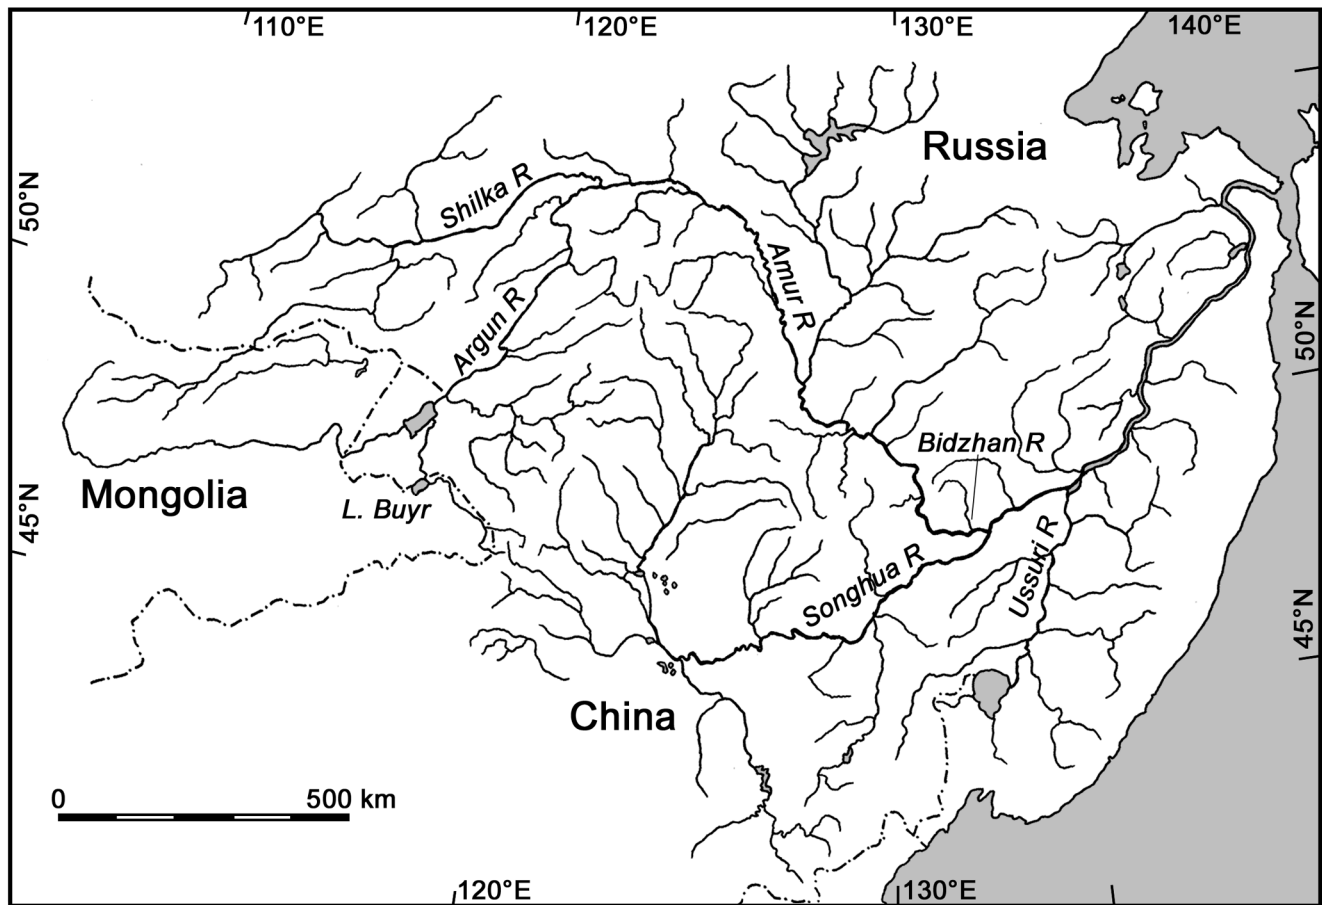 110°E
120°E
130°E
140°E
Russia
50°N
Shilka R
Amur R
Argun R
50°N
Bidzhan R
Mongolia
L. Buyr
45°N
Ussuri R
Songhua R
45°N
China
0 500 km
120°E
130°E